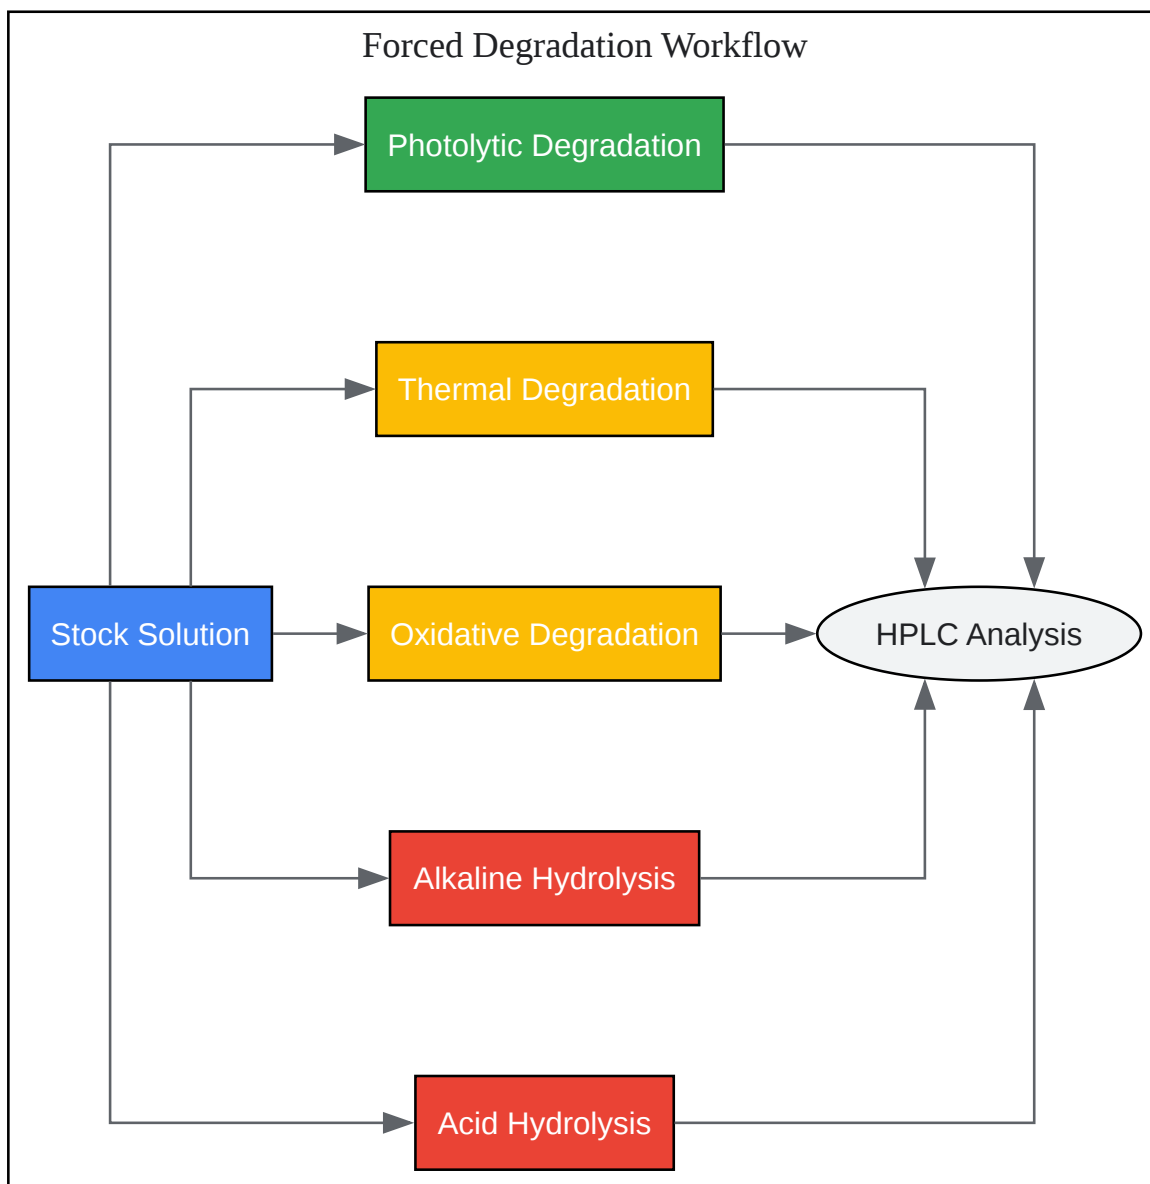 Forced Degradation Workflow
Photolytic Degradation
Thermal Degradation
Stock Solution
Oxidative Degradation
HPLC Analysis
Alkaline Hydrolysis
Acid Hydrolysis